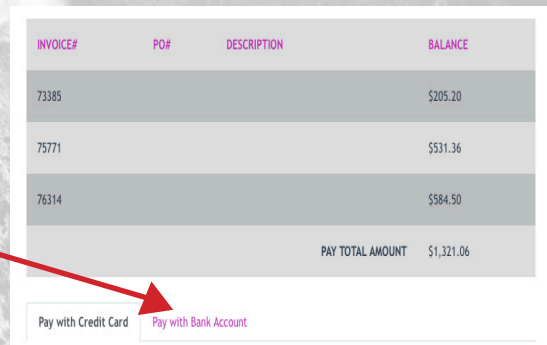 INVOICE# PO# DESCRIPTION BALANCE
73385 $205.20
75771 $531.36
76314 $584.50
PAY TOTAL AMOUNT $1,321.06
Pay with Credit Card Pay with Bank Account